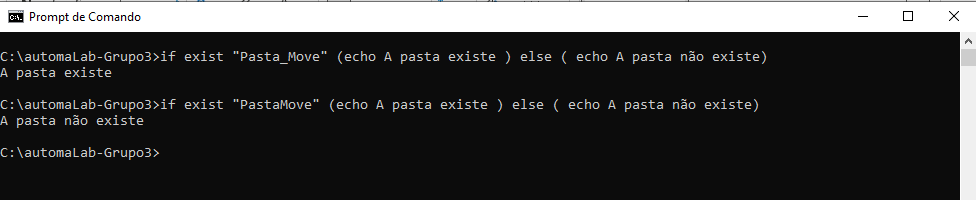 Prompt de Comando
C:\automaLab-Grupo3>if exist "Pasta_Move" (echo A pasta existe ) else ( echo A pasta não existe)
A pasta existe
C:\automaLab-Grupo3>if exist "PastaMove" (echo A pasta existe ) else ( echo A pasta não existe)
A pasta não existe
C:\automaLab-Grupo3>